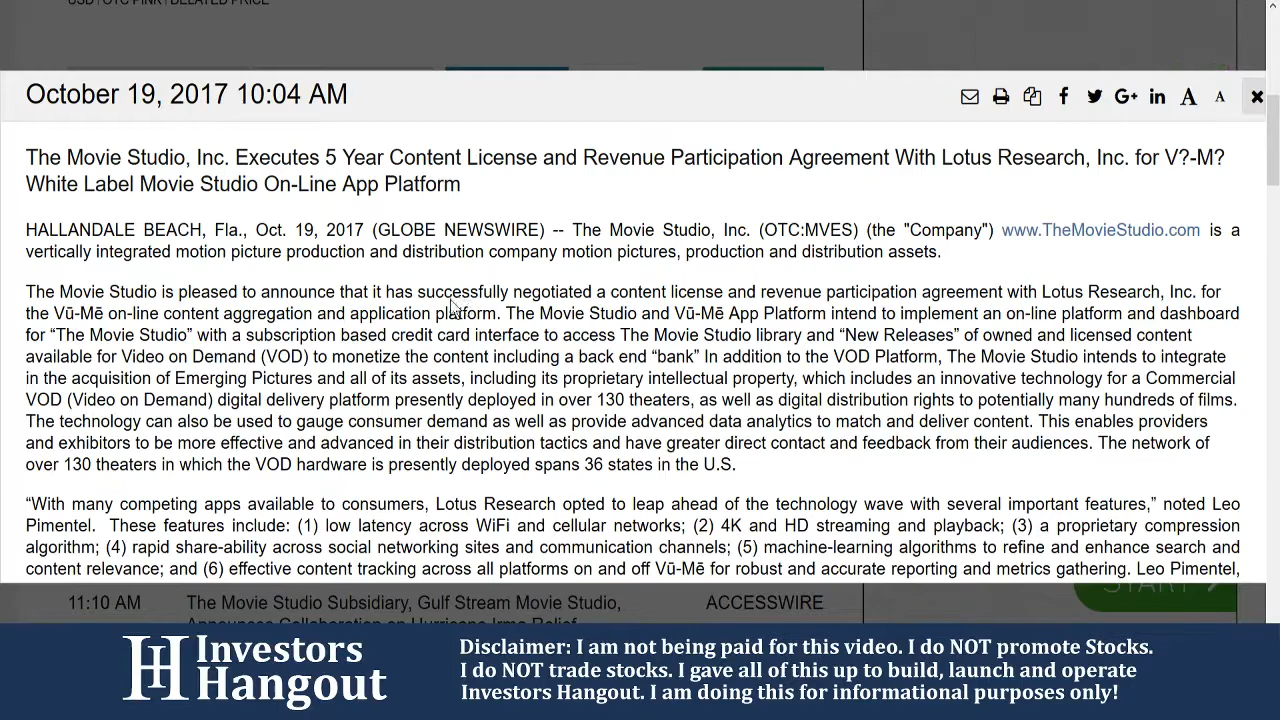 USD | OTC PINK | DELAYED PRICE
October 19, 2017 10:04 AM
The Movie Studio, Inc. Executes 5 Year Content License and Revenue Participation Agreement With Lotus Research, Inc. for V?-M?
White Label Movie Studio On-Line App Platform
HALLANDALE BEACH, Fla., Oct. 19, 2017 (GLOBE NEWSWIRE) -- The Movie Studio, Inc. (OTC:MVES) (the "Company") www.TheMovieStudio.com is a
vertically integrated motion picture production and distribution company motion pictures, production and distribution assets.
The Movie Studio is pleased to announce that it has successfully negotiated a content license and revenue participation agreement with Lotus Research, Inc. for
the Vū-Mē on-line content aggregation and application platform. The Movie Studio and Vū-Mē App Platform intend to implement an on-line platform and dashboard
for “The Movie Studio” with a subscription based credit card interface to access The Movie Studio library and “New Releases” of owned and licensed content
available for Video on Demand (VOD) to monetize the content including a back end “bank” In addition to the VOD Platform, The Movie Studio intends to integrate
in the acquisition of Emerging Pictures and all of its assets, including its proprietary intellectual property, which includes an innovative technology for a Commercial
VOD (Video on Demand) digital delivery platform presently deployed in over 130 theaters, as well as digital distribution rights to potentially many hundreds of films.
The technology can also be used to gauge consumer demand as well as provide advanced data analytics to match and deliver content. This enables providers
and exhibitors to be more effective and advanced in their distribution tactics and have greater direct contact and feedback from their audiences. The network of
over 130 theaters in which the VOD hardware is presently deployed spans 36 states in the U.S.
“With many competing apps available to consumers, Lotus Research opted to leap ahead of the technology wave with several important features,” noted Leo
Pimentel. These features include: (1) low latency across WiFi and cellular networks; (2) 4K and HD streaming and playback; (3) a proprietary compression
algorithm; (4) rapid share-ability across social networking sites and communication channels; (5) machine-learning algorithms to refine and enhance search and
content relevance; and (6) effective content tracking across all platforms on and off Vū-Mē for robust and accurate reporting and metrics gathering. Leo Pimentel,
START
11:10 AM The Movie Studio Subsidiary, Gulf Stream Movie Studio, ACCESSWIRE
Announces Collaboration on Hurricane Irma Relief
Investors
Hangout
Disclaimer: I am not being paid for this video. I do NOT promote Stocks.
I do NOT trade stocks. I gave all of this up to build, launch and operate
Investors Hangout. I am doing this for informational purposes only!